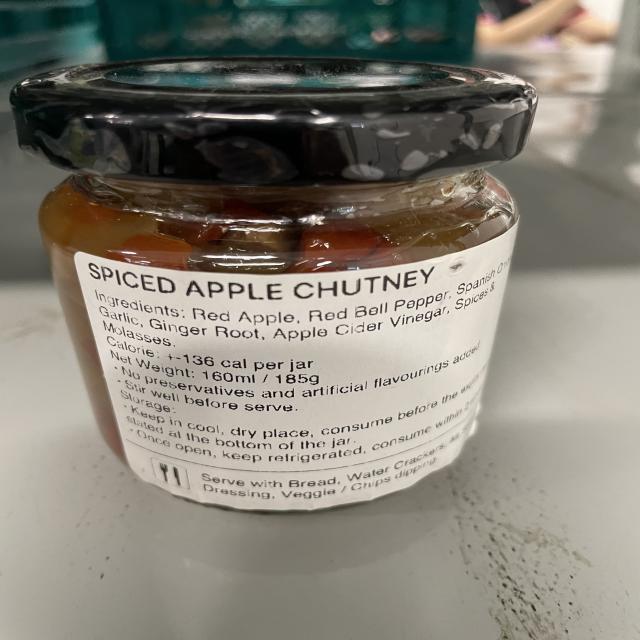 SPICED APPLE CHUTNEY
Ingredients: Red Apple, Red Bell Pepper, Spanish
Garlic, Ginger Root, Apple Cider Vinegar, Spices &
Molasses.
Calorie: +-136 cal per jar
Net Weight: 160ml / 185g
- No preservatives and artificial flavourings added.
- Stir well before serve.
Storage:
- Keep in cool, dry place, consume before the
stated at the bottom of the jar.
- Once open, keep refrigerated, consume within
Serve with Bread, Water Crackers, as
Dressing, Veggie / Chips dipping.